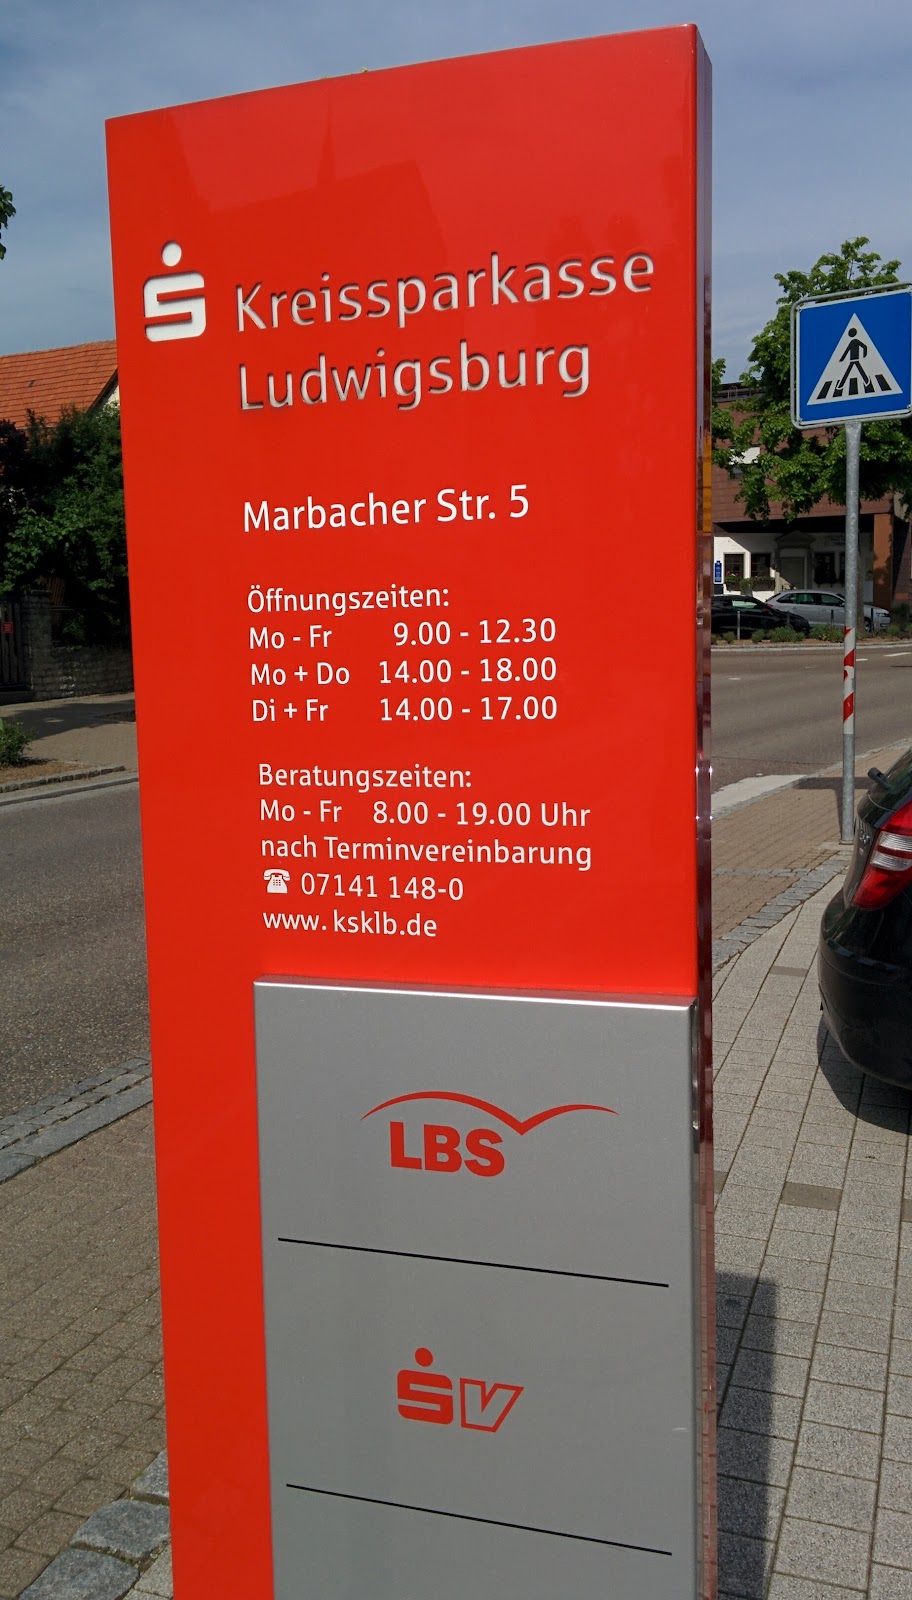 Kreissparkasse
Ludwigsburg
Marbacher Str. 5
Öffnungszeiten:
Mo - Fr 9.00 - 12.30
Mo + Do 14.00 - 18.00
Di + Fr 14.00 - 17.00
Beratungszeiten:
Mo - Fr 8.00 - 19.00 Uhr
nach Terminvereinbarung
07141 148-0
www.ksklb.de
LBS
SV